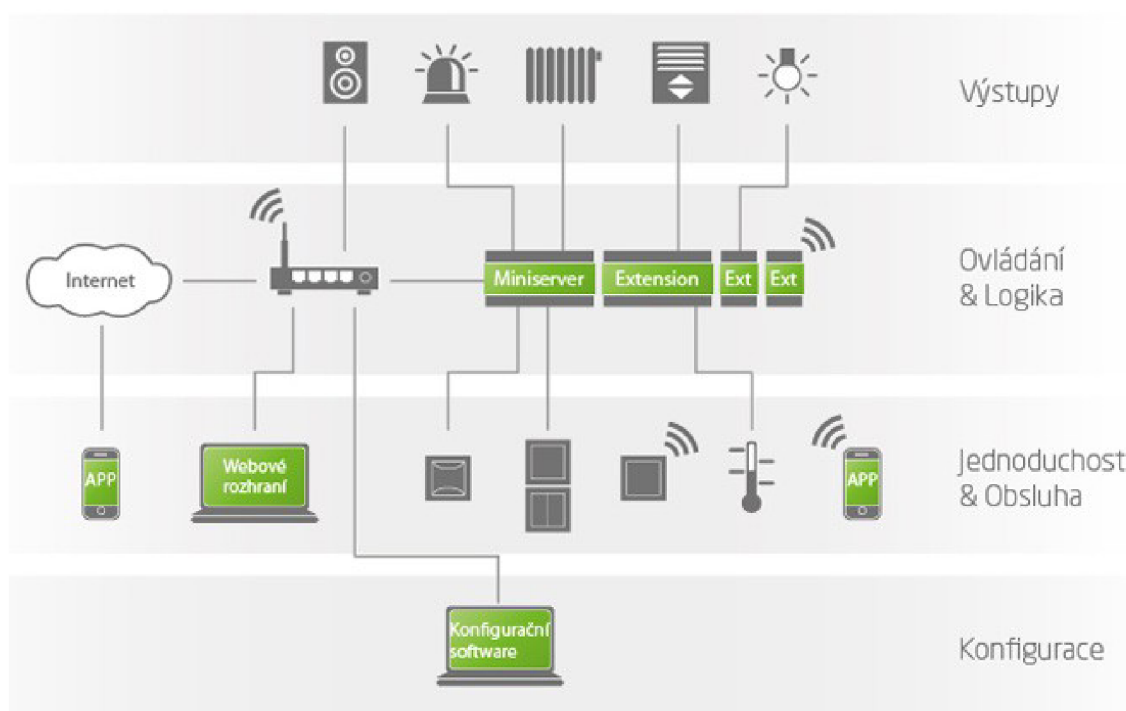 Výstupy
Internet
Miniserver
Extension
Ext
Ext
Ovládání
& Logika
APP
Webové
rozhraní
APP
Jednoduchost
& Obsluha
Konfigurační
software
Konfigurace